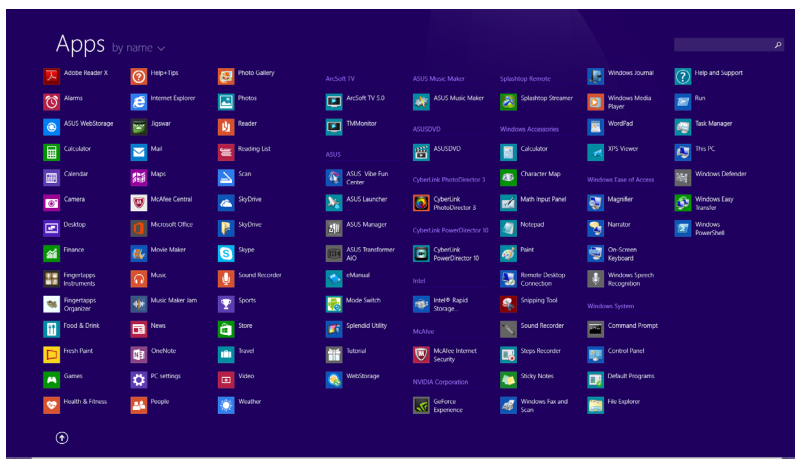 Apps by name
Adobe Reader X
Alarms
ASUS WebStorage
Calculator
Calendar
Camera
Desktop
Finance
Fingertapps
Instruments
Fingertapps
Organizer
Food & Drink
Fresh Paint
Games
Health & Fitness
Help+Tips
Internet Explorer
Jigswar
Mail
Maps
McAfee Central
Microsoft Office
Movie Maker
Music
Music Maker Jam
News
OneNote
PC settings
People
Photo Gallery
Photos
Reader
Reading List
Scan
SkyDrive
SkyDrive
Skype
Sound Recorder
Sports
Store
Travel
Video
Weather
ArcSoft TV
ArcSoft TV 5.0
TMMonitor
ASUS
ASUS Vibe Fun
Center
ASUS Launcher
ASUS Manager
ASUS Transformer
AiO
eManual
Mode Switch
Splendid Utility
Tutorial
WebStorage
ASUS Music Maker
ASUS Music Maker
ASUSDVD
ASUSDVD
CyberLink PhotoDirector 3
CyberLink
PhotoDirector 3
CyberLink PowerDirector 10
CyberLink
PowerDirector 10
Intel
Intel® Rapid
Storage...
McAfee
McAfee Internet
Security
NVIDIA Corporation
GeForce
Experience
Splashtop Remote
Splashtop Streamer
Windows Accessories
Calculator
Character Map
Math Input Panel
Notepad
Paint
Remote Desktop
Connection
Snipping Tool
Sound Recorder
Steps Recorder
Sticky Notes
Windows Fax and
Scan
Windows Journal
Windows Media
Player
WordPad
XPS Viewer
Windows Ease of Access
Magnifier
Narrator
On-Screen
Keyboard
Windows Speech
Recognition
Windows System
Command Prompt
Control Panel
Default Programs
File Explorer
Help and Support
Run
Task Manager
This PC
Windows Defender
Windows Easy
Transfer
Windows
PowerShell